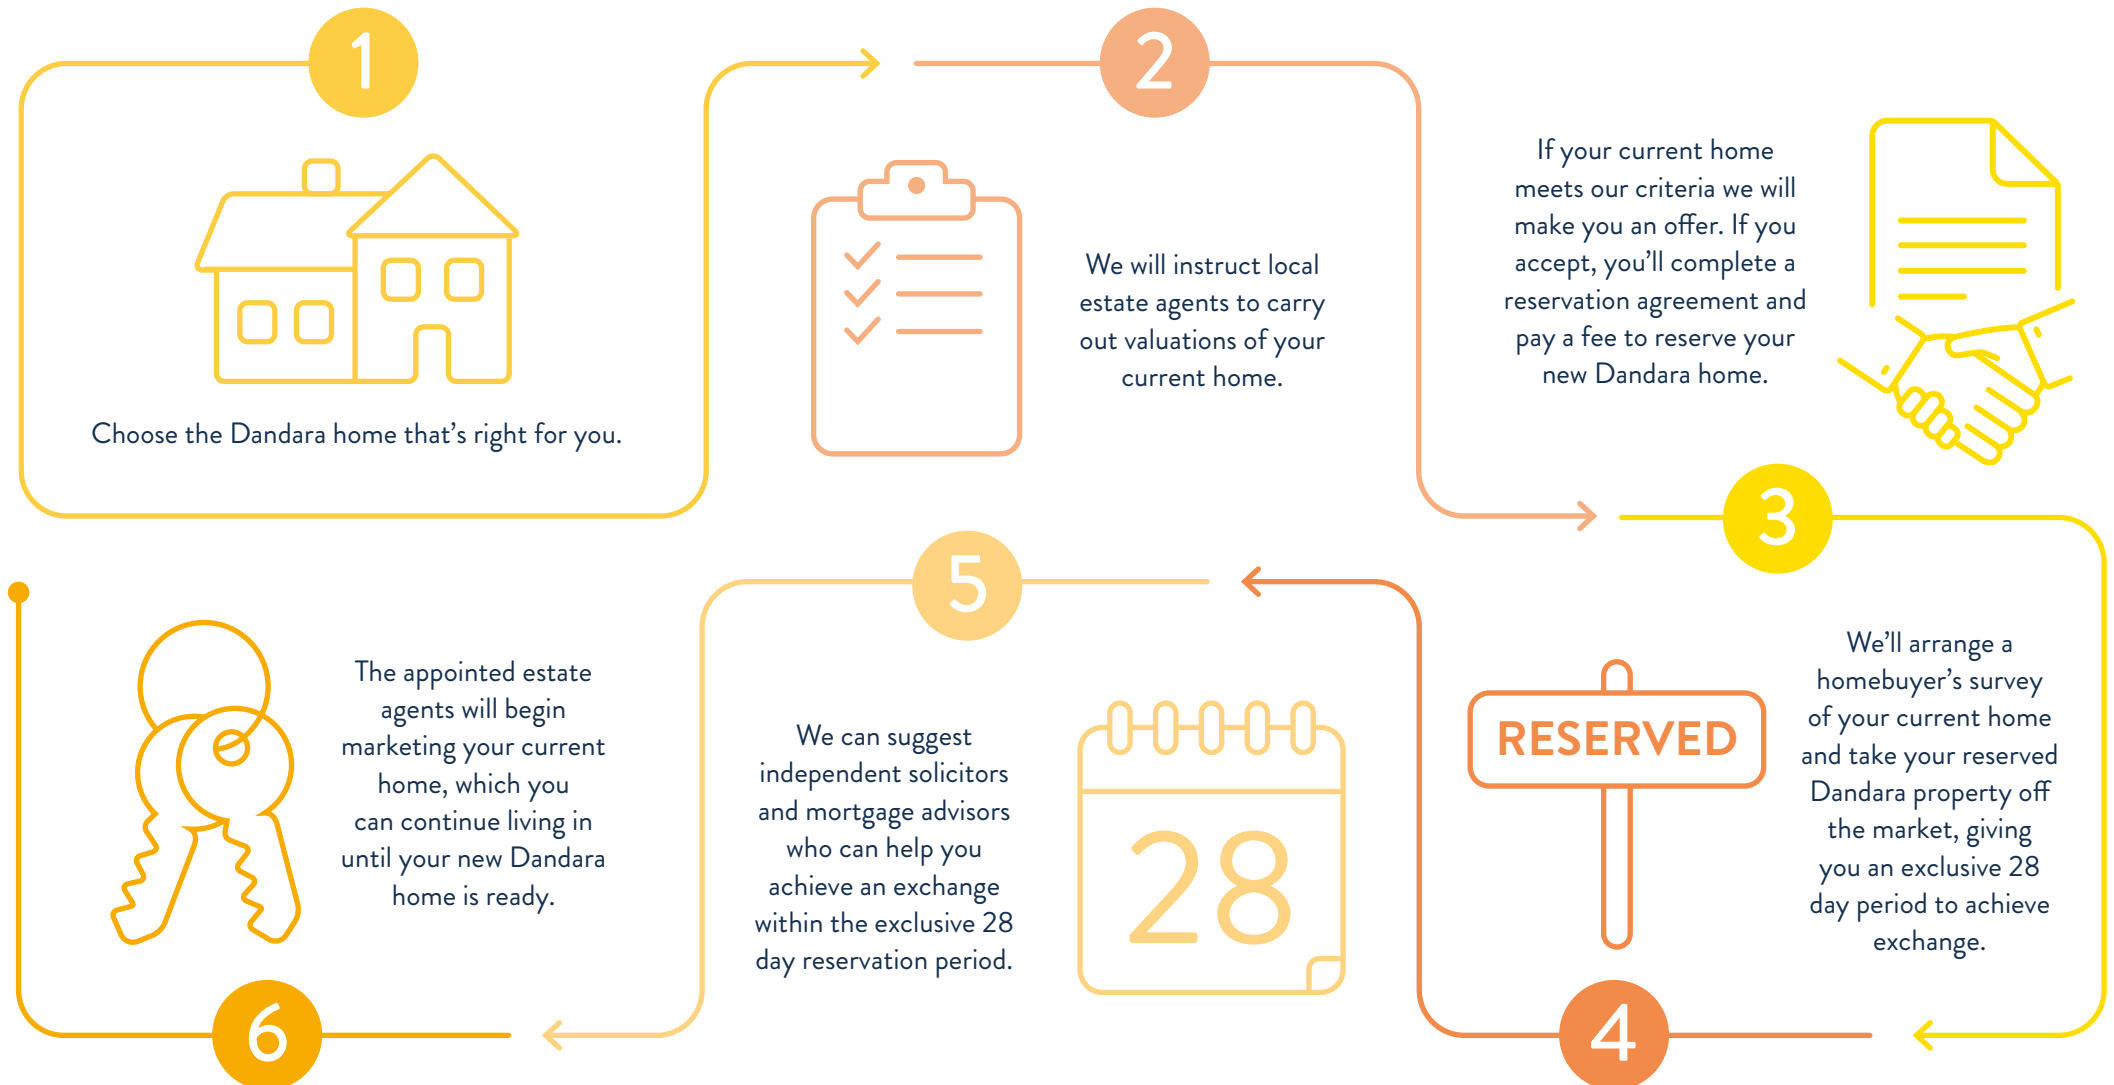 1
Choose the Dandara home that's right for you.
2
We will instruct local
estate agents to carry
out valuations of your
current home.
If your current home
meets our criteria we will
make you an offer. If you
accept, you'll complete a
reservation agreement and
pay a fee to reserve your
new Dandara home.
3
We'll arrange a
homebuyer's survey
of your current home
and take your reserved
Dandara property off
the market, giving
you an exclusive 28
day period to achieve
exchange.
RESERVED
4
5
We can suggest
independent solicitors
and mortgage advisors
who can help you
achieve an exchange
within the exclusive 28
day reservation period.
28
The appointed estate
agents will begin
marketing your current
home, which you
can continue living in
until your new Dandara
home is ready.
6